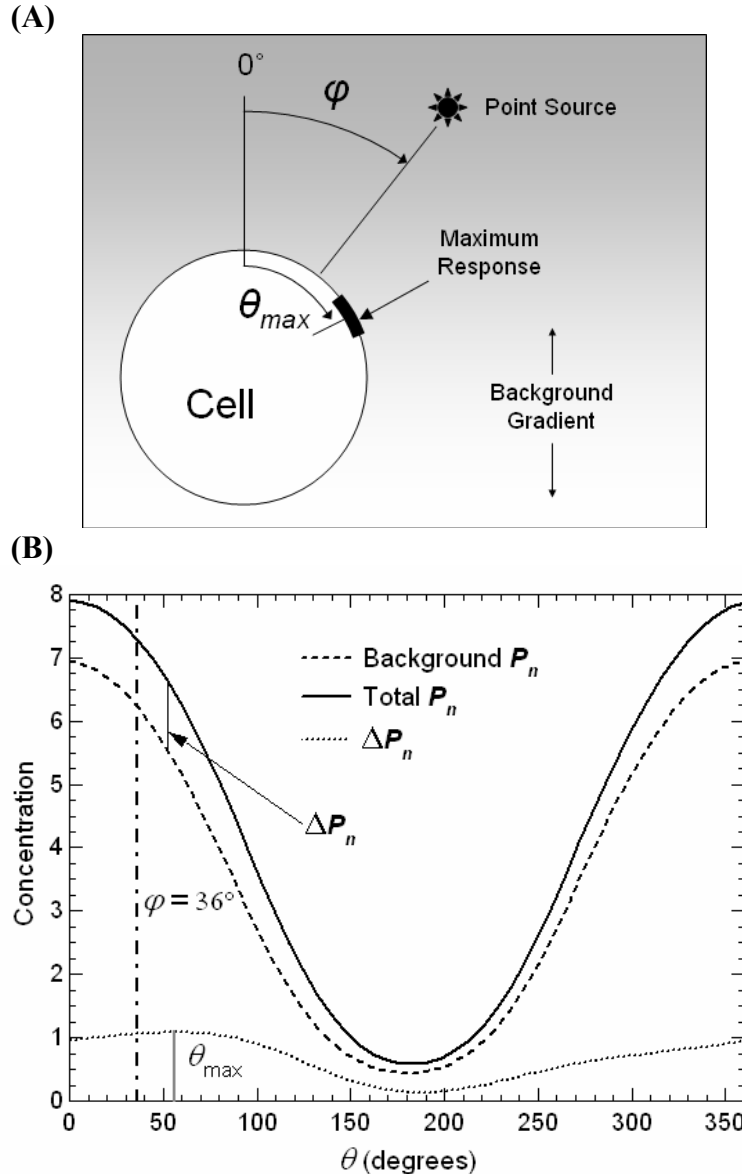 (A)
0°
φ
Point Source
Maximum
Response
θmax
Cell
Background
Gradient
(B)
8
7
6
5
4
3
2
1
0
Concentration
Background Pn
Total Pn
ΔPn
ΔPn
φ = 36°
θmax
0 50 100 150 200 250 300 350
θ (degrees)